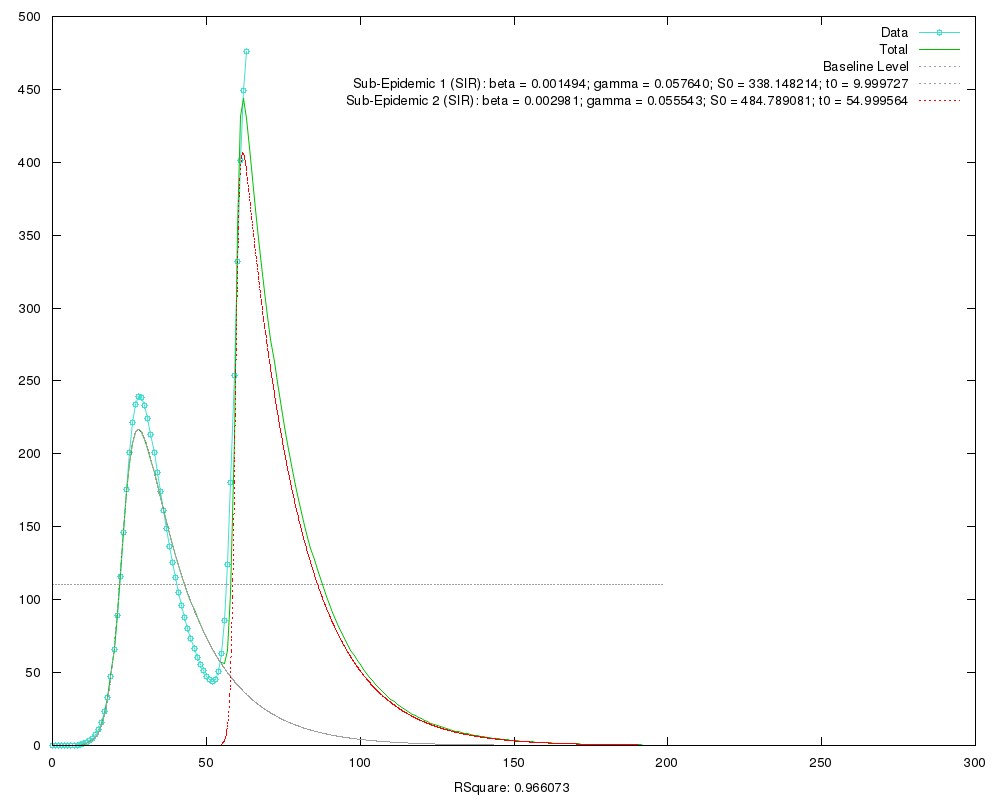 500
450
400
350
300
250
200
150
100
50
0
0 50 100 150 200 250 300
Data
Total
Baseline Level
Sub-Epidemic 1 (SIR): beta = 0.001494; gamma = 0.057640; S0 = 338.148214; t0 = 9.999727
Sub-Epidemic 2 (SIR): beta = 0.002981; gamma = 0.055543; S0 = 484.789081; t0 = 54.999564
RSquare: 0.966073